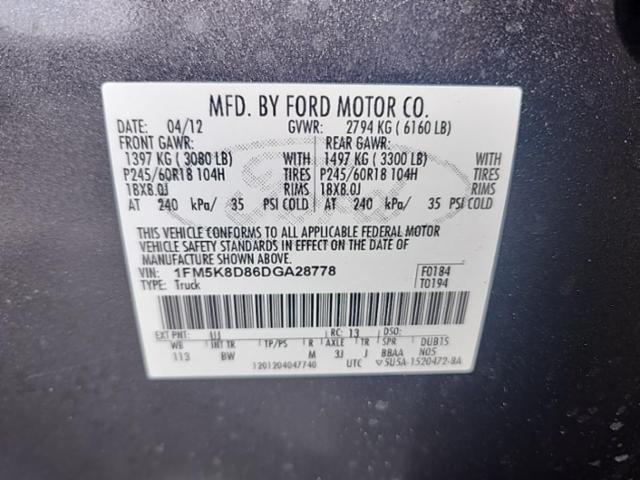 MFD. BY FORD MOTOR CO.
DATE: 04/12 GVWR: 2794 KG ( 6160 LB)
FRONT GAWR: REAR GAWR:
1397 KG ( 3080 LB) WITH 1497 KG ( 3300 LB) WITH
P245/60R18 104H TIRES P245/60R18 104H TIRES
18X8.0J RIMS 18X8.0J RIMS
AT 240 kPa/ 35 PSI COLD AT 240 kPa/ 35 PSI COLD
THIS VEHICLE CONFORMS TO ALL APPLICABLE FEDERAL MOTOR
VEHICLE SAFETY STANDARDS IN EFFECT ON THE DATE OF
MANUFACTURE SHOWN ABOVE.
VIN: 1FM5K8D86DGA28778 F0184
TYPE: Truck T0194
EXT PNT: UJ RC: 13 DSO:
WB INT TR TP/PS R AXLE TR SPR DUB1S
113 BW M 3J J BBAA N05
1201204047740 UTC 5U5A-1520472-BA
Ford